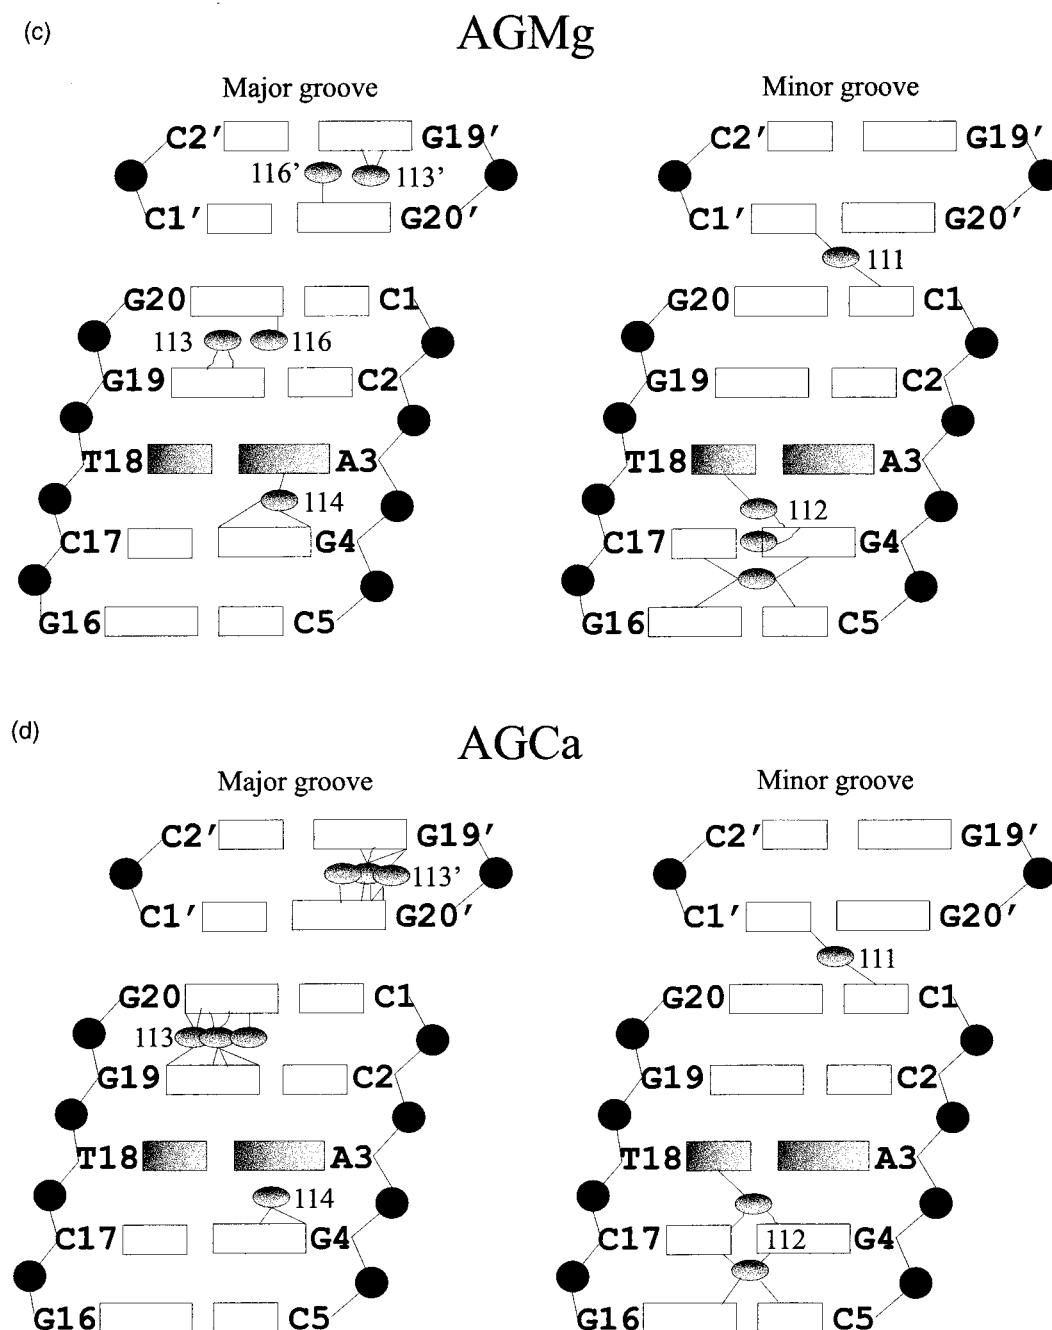 (c)
AGMg
Major groove Minor groove
C2' G19' C2' G19'
116' 113'
C1' G20' C1' G20'
111
G20 C1 G20 C1
113 116
G19 C2 G19 C2
T18 A3 T18 A3
114 112
C17 G4 C17 G4
G16 C5 G16 C5
(d)
AGCa
Major groove Minor groove
C2' G19' C2' G19'
113'
C1' G20' C1' G20'
111
G20 C1 G20 C1
113
G19 C2 G19 C2
T18 A3 T18 A3
114
C17 G4 C17 112 G4
G16 C5 G16 C5